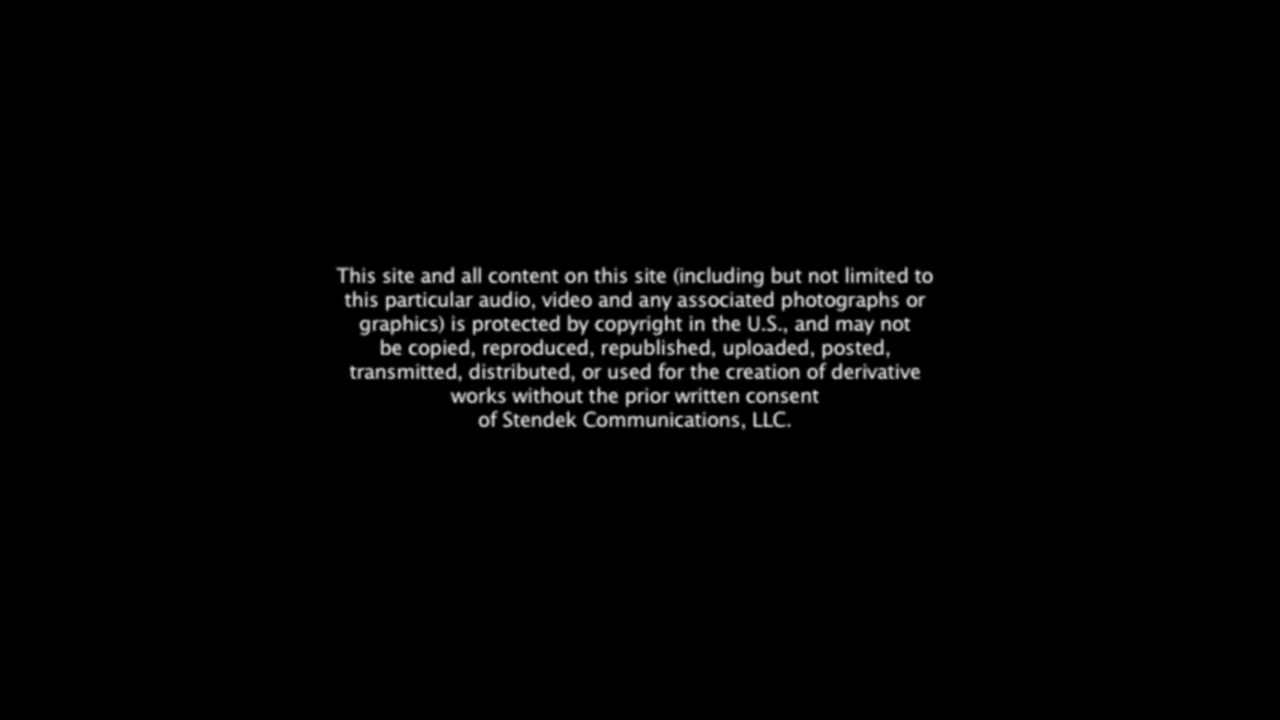 This site and all content on this site (including but not limited to
this particular audio, video and any associated photographs or
graphics) is protected by copyright in the U.S., and may not
be copied, reproduced, republished, uploaded, posted,
transmitted, distributed, or used for the creation of derivative
works without the prior written consent
of Stendek Communications, LLC.